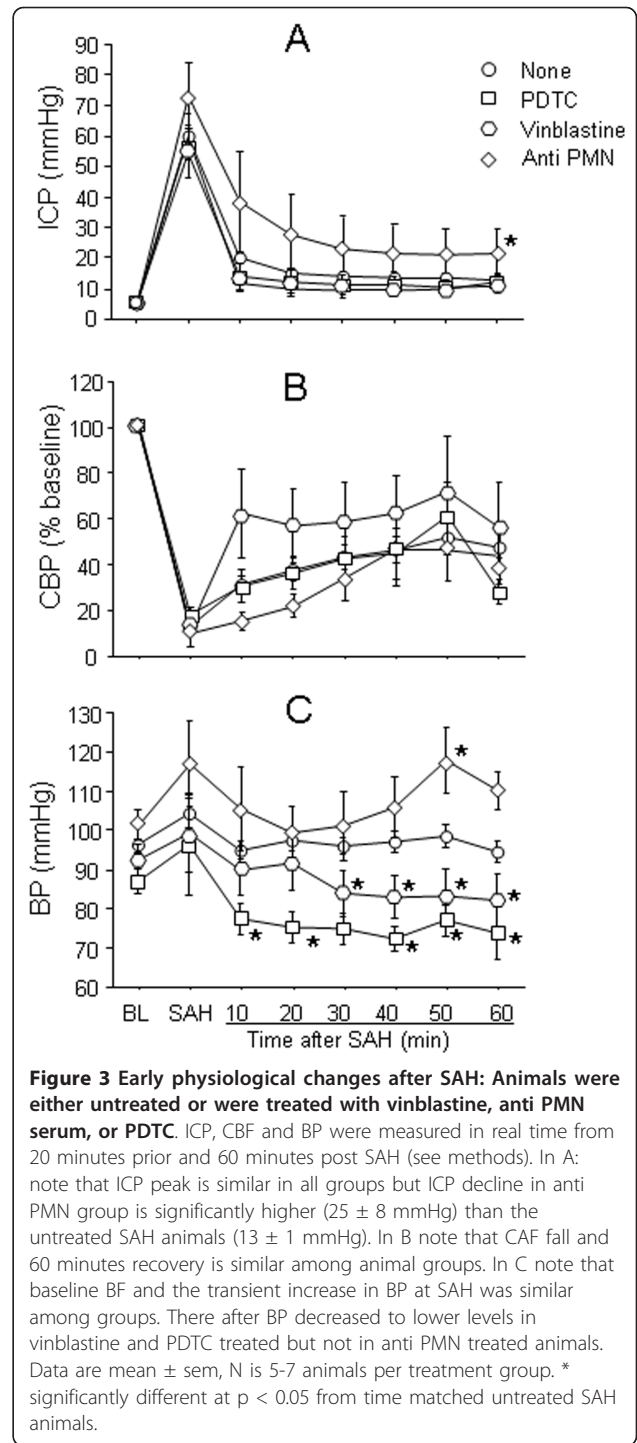 A
90
80
70
60
50
40
30
20
10
0
ICP (mmHg)
None
PDTC
Vinblastine
Anti PMN
*
B
120
100
80
60
40
20
0
CBP (% baseline)
C
130
120
110
100
90
80
70
60
BP (mmHg)
*
* * * *
* * * * *
BL SAH 10 20 30 40 50 60
Time after SAH (min)
Figure 3 Early physiological changes after SAH: Animals were
either untreated or were treated with vinblastine, anti PMN
serum, or PDTC. ICP, CBF and BP were measured in real time from
20 minutes prior and 60 minutes post SAH (see methods). In A:
note that ICP peak is similar in all groups but ICP decline in anti
PMN group is significantly higher (25 ± 8 mmHg) than the
untreated SAH animals (13 ± 1 mmHg). In B note that CAF fall and
60 minutes recovery is similar among animal groups. In C note that
baseline BF and the transient increase in BP at SAH was similar
among groups. There after BP decreased to lower levels in
vinblastine and PDTC treated but not in anti PMN treated animals.
Data are mean ± sem, N is 5-7 animals per treatment group. *
significantly different at p < 0.05 from time matched untreated SAH
animals.